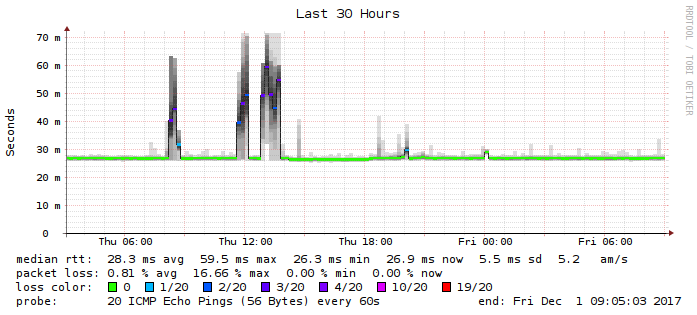 Last 30 Hours
RRDTOOL / TOBI OETIKER
Seconds
70 m
60 m
50 m
40 m
30 m
20 m
10 m
0
Thu 06:00 Thu 12:00 Thu 18:00 Fri 00:00 Fri 06:00
median rtt: 28.3 ms avg 59.5 ms max 26.3 ms min 26.9 ms now 5.5 ms sd 5.2 am/s
packet loss: 0.81 % avg 16.66 % max 0.00 % min 0.00 % now
loss color: 0 1/20 2/20 3/20 4/20 10/20 19/20
probe: 20 ICMP Echo Pings (56 Bytes) every 60s end: Fri Dec 1 09:05:03 2017